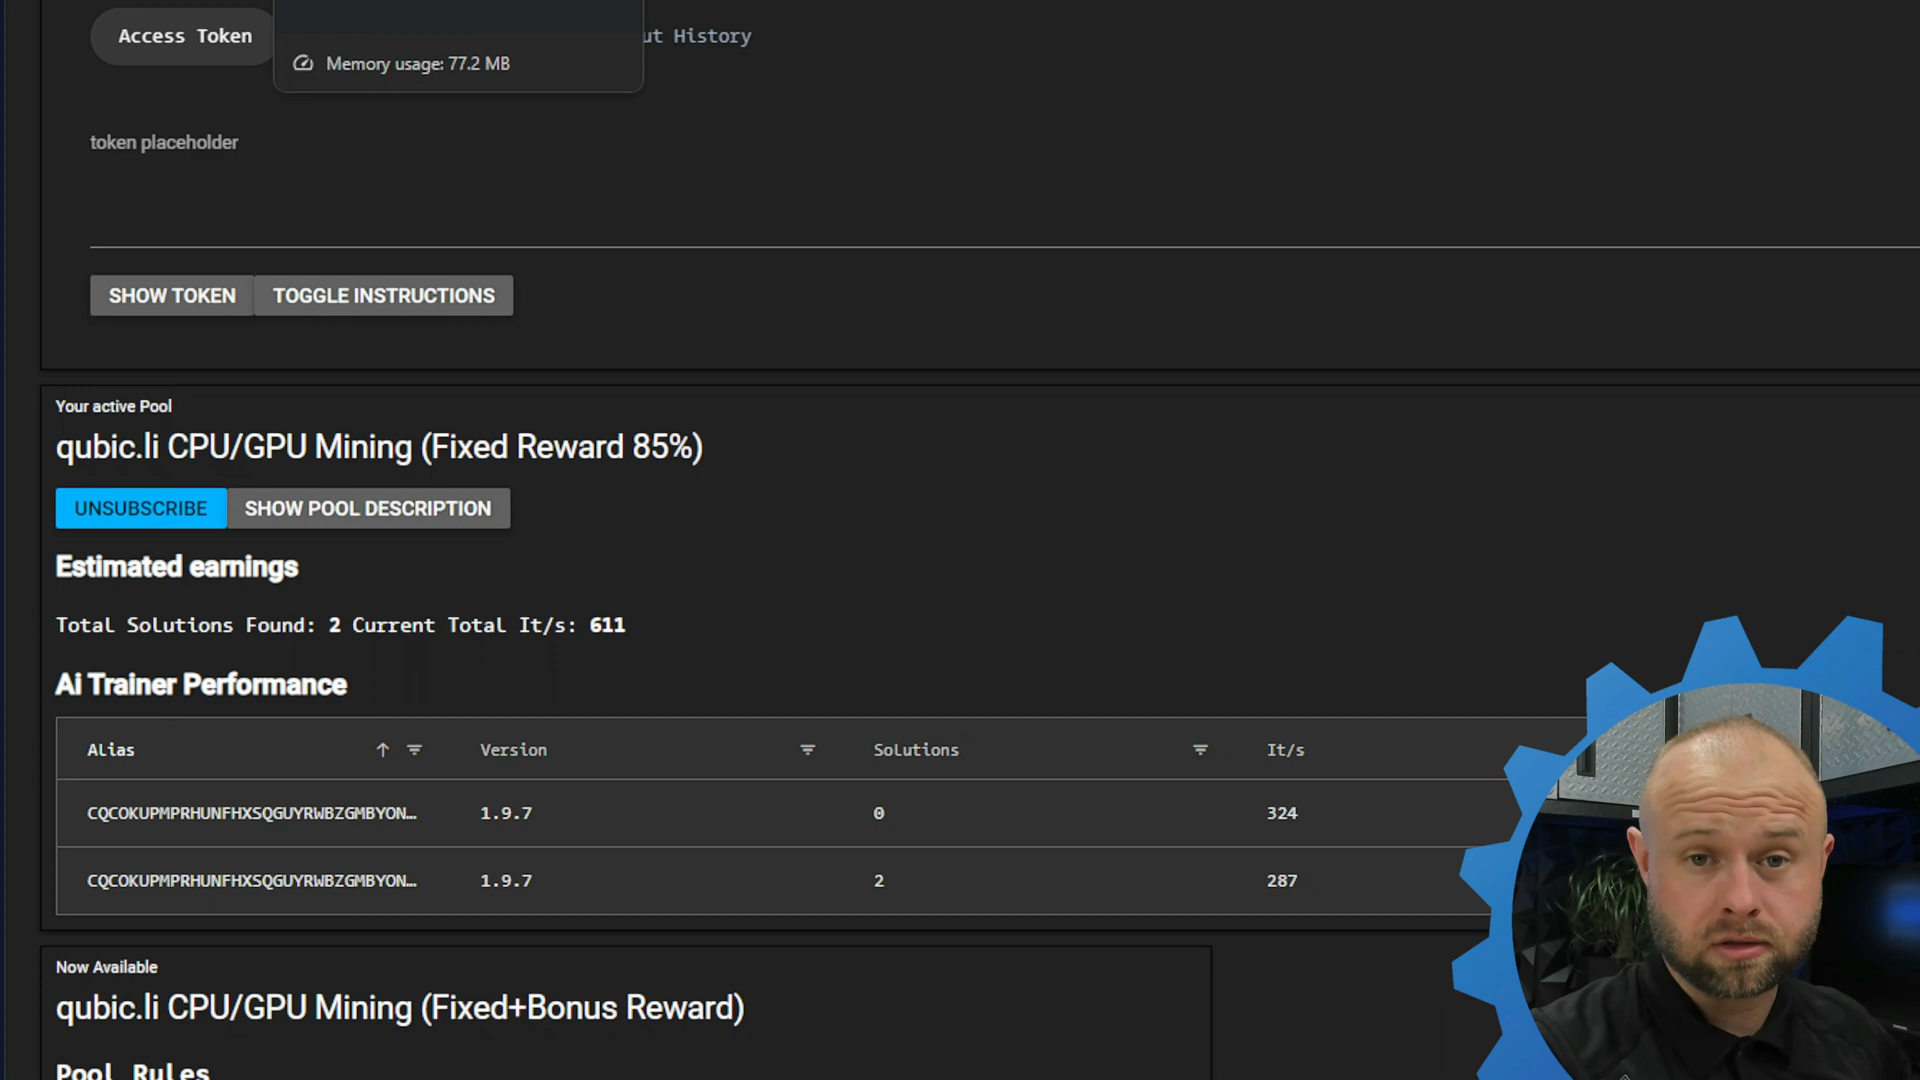 Access Token
ut History
Memory usage: 77.2 MB
token placeholder
SHOW TOKEN
TOGGLE INSTRUCTIONS
Your active Pool
qubic.li CPU/GPU Mining (Fixed Reward 85%)
UNSUBSCRIBE
SHOW POOL DESCRIPTION
Estimated earnings
Total Solutions Found: 2 Current Total It/s: 611
Ai Trainer Performance
Alias Version Solutions It/s
CQCOKUPMPRHUNFHXSQGUYRWBZGMBYON… 1.9.7 0 324
CQCOKUPMPRHUNFHXSQGUYRWBZGMBYON… 1.9.7 2 287
Now Available
qubic.li CPU/GPU Mining (Fixed+Bonus Reward)
Pool Rules